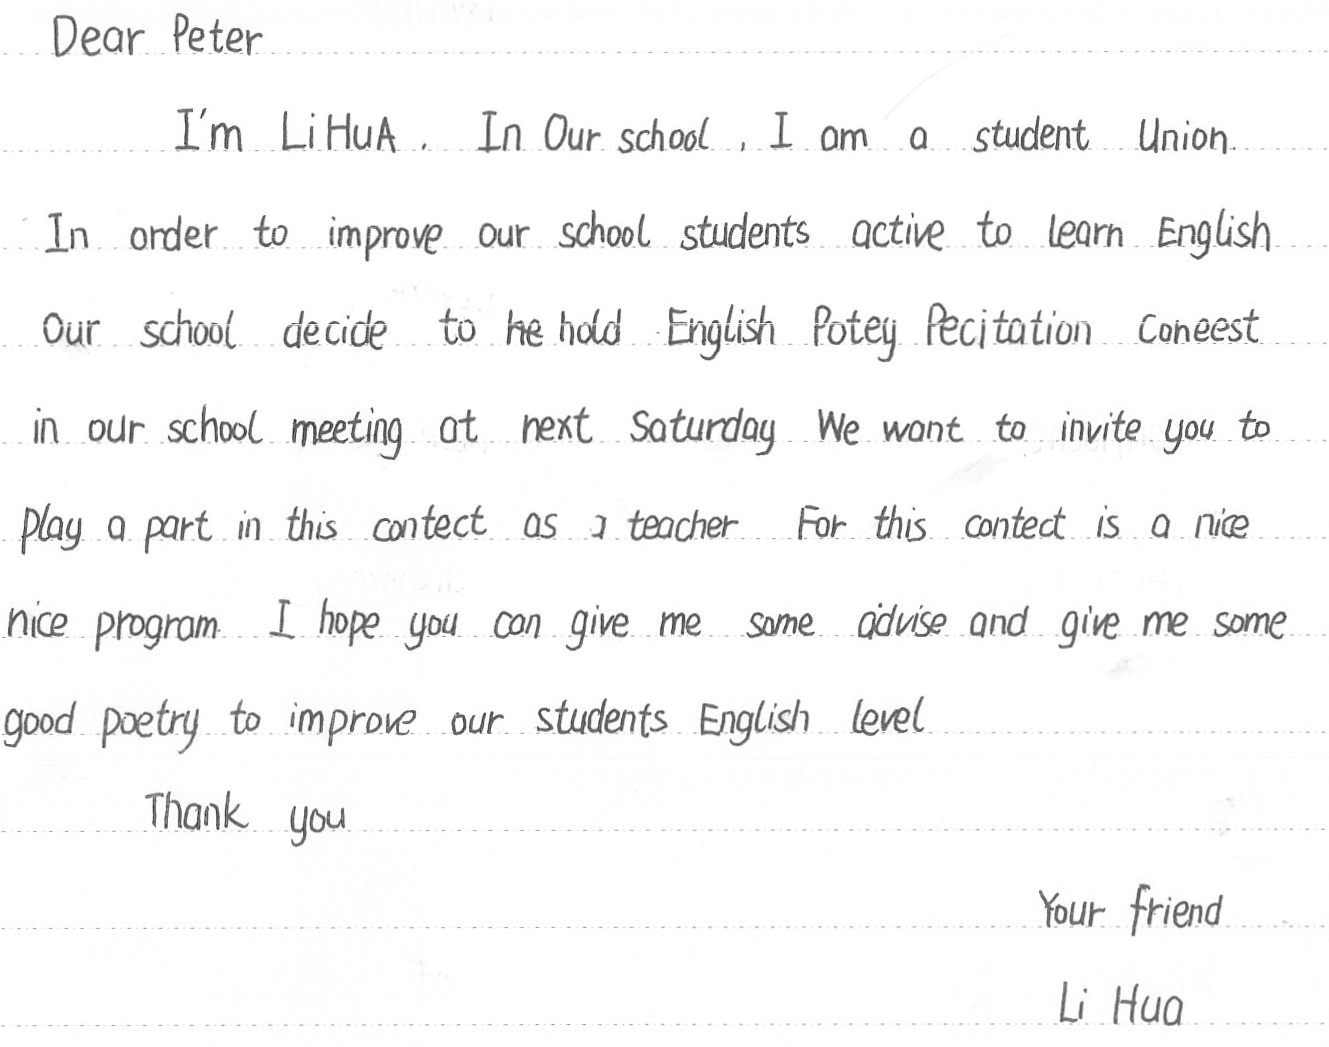 Dear Peter
I'm LiHuA. In Our school, I am a student Union.
In order to improve our school students active to learn English
Our school decide to he hold English Potey Pecitation Coneest
in our school meeting at next Saturday We want to invite you to
play a part in this contect as a teacher For this contect is a nice
nice program. I hope you can give me some advise and give me some
good poetry to improve our students English level
Thank you
Your friend
Li Hua